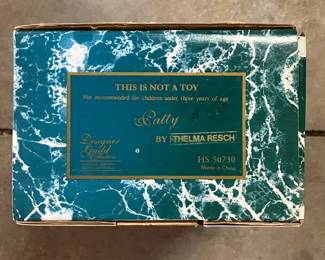 THIS IS NOT A TOY
Not recommended for children under three years of age
Patty
BY THELMA RESCH
Designer
Guild
Collection
HS 50730
Made in China